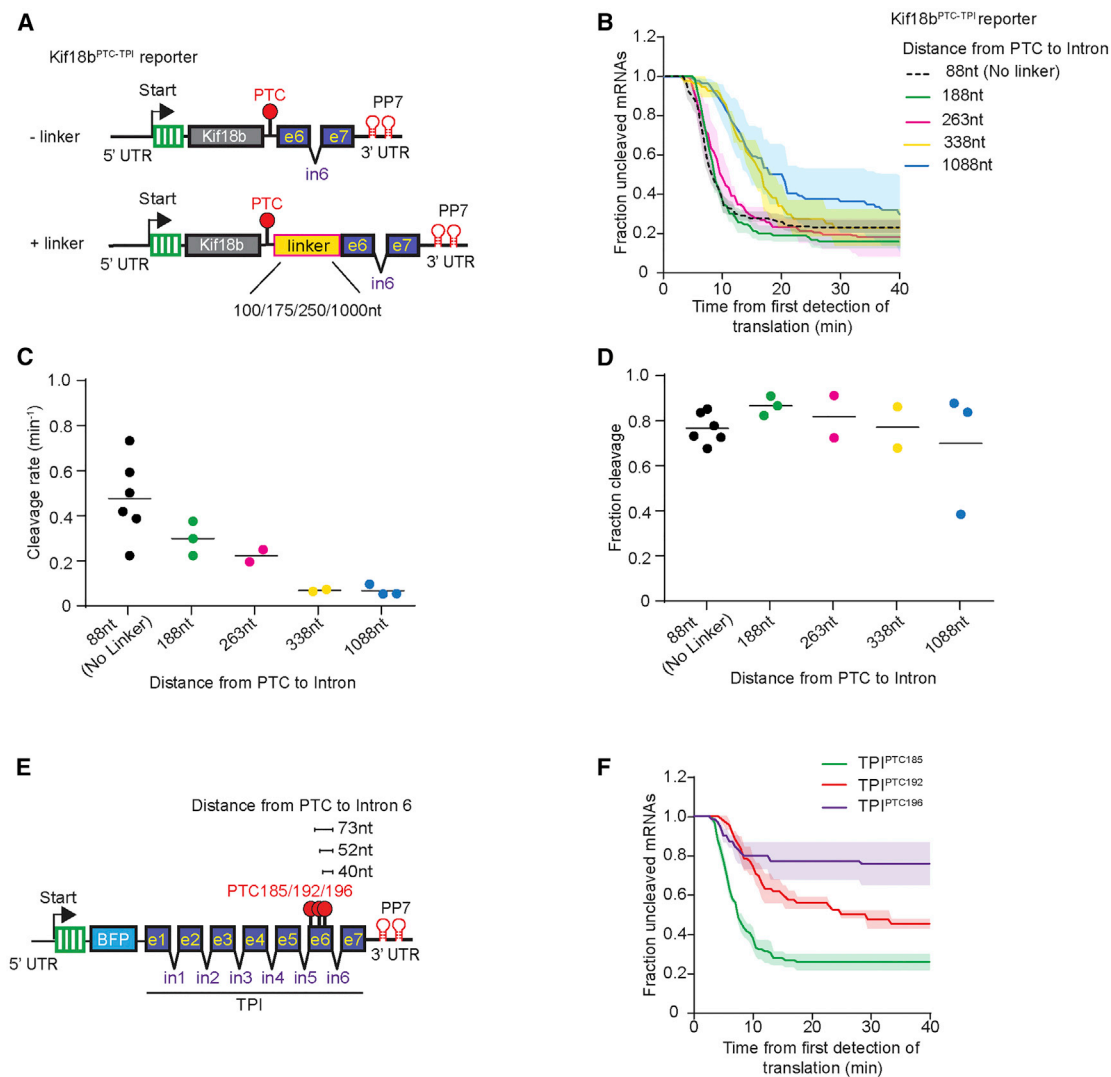 A
Kif18bPTC-TPI reporter
Start
PTC
PP7
- linker
Kif18b
e6
e7
5' UTR
in6
3' UTR
Start
PTC
PP7
+ linker
Kif18b
linker
e6
e7
5' UTR
in6
3' UTR
100/175/250/1000nt
B
Kif18bPTC-TPI reporter
Distance from PTC to Intron
88nt (No linker)
188nt
263nt
338nt
1088nt
Fraction uncleaved mRNAs
1.2
1.0
0.8
0.6
0.4
0.2
0
0 10 20 30 40
Time from first detection of
translation (min)
C
Cleavage rate (min-1)
1.0
0.8
0.6
0.4
0.2
0
88nt
(No Linker)
188nt
263nt
338nt
1088nt
Distance from PTC to Intron
D
Fraction cleavage
1.0
0.8
0.6
0.4
0.2
0
88nt
(No Linker)
188nt
263nt
338nt
1088nt
Distance from PTC to Intron
E
Distance from PTC to Intron 6
73nt
52nt
40nt
PTC185/192/196
Start
PP7
BFP
e1 e2 e3 e4 e5 e6 e7
5' UTR
3' UTR
in1 in2 in3 in4 in5 in6
TPI
F
TPIPTC185
TPIPTC192
TPIPTC196
Fraction uncleaved mRNAs
1.2
1.0
0.8
0.6
0.4
0.2
0
0 10 20 30 40
Time from first detection of
translation (min)